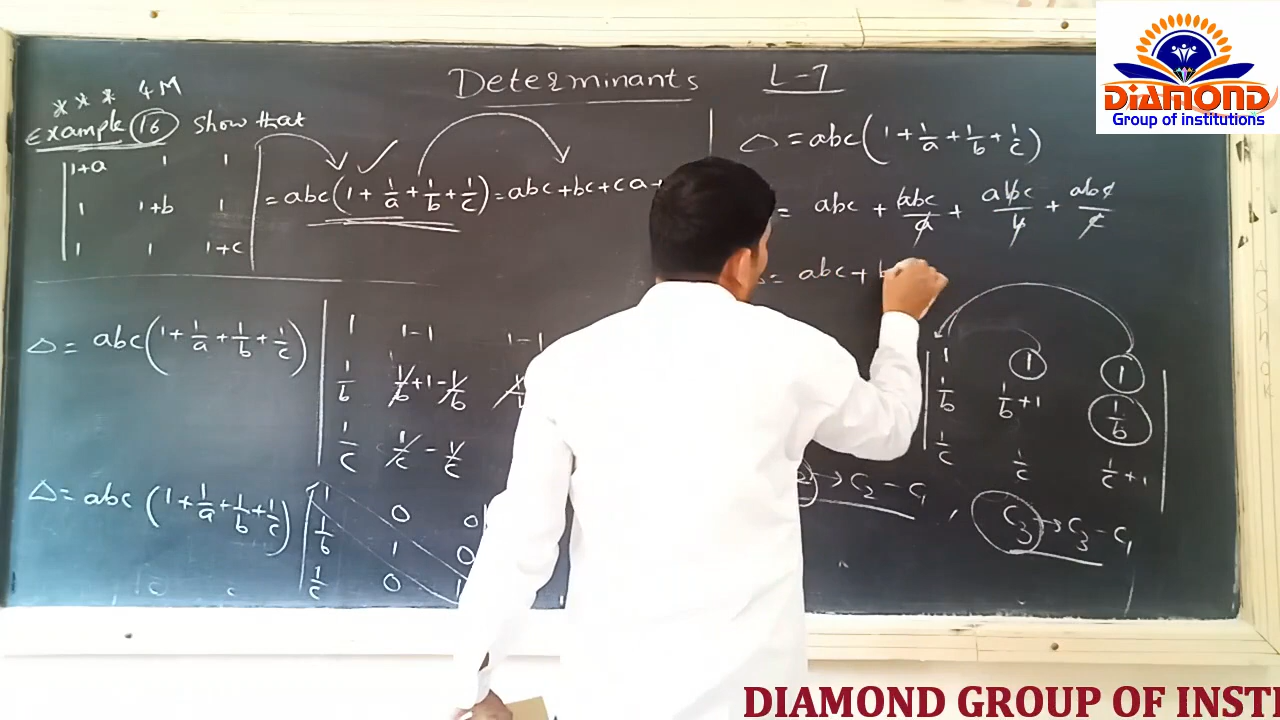 Determinants L-7
*** 4M
Example 16 Show that
|1+a 1 1|
|1 1+b 1| = abc(1 + 1/a + 1/b + 1/c) = abc + bc + ca +
|1 1 1+c|
Δ = abc(1 + 1/a + 1/b + 1/c) | 1 1-1 1-1
1/b 1/b+1-1/b
1/c 1/c - 1/c
Δ = abc (1 + 1/a + 1/b + 1/c) | 1 0 0
1/b 1 0
1/c 0 1
Δ = abc(1 + 1/a + 1/b + 1/c)
= abc + abc/a + abc/b + abc/c
= abc + b
| 1 1 1 |
| 1/b 1/b+1 1/b |
| 1/c 1/c 1/c+1 |
→ C2 - C1 , C3 → C3 - C1
DiAMOND
Group of institutions
DIAMOND GROUP OF INSTI